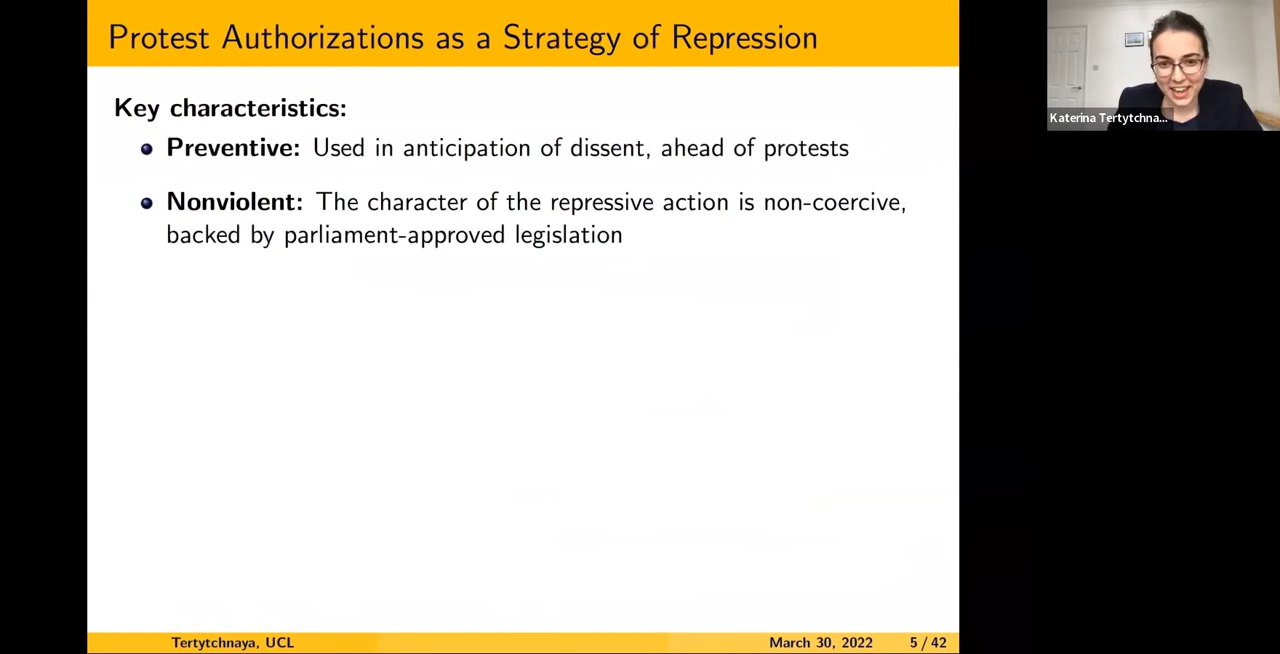 Protest Authorizations as a Strategy of Repression
Key characteristics:
Preventive: Used in anticipation of dissent, ahead of protests
Nonviolent: The character of the repressive action is non-coercive,
backed by parliament-approved legislation
Tertytchnaya, UCL
March 30, 2022
5 / 42
Katerina Tertytchna...